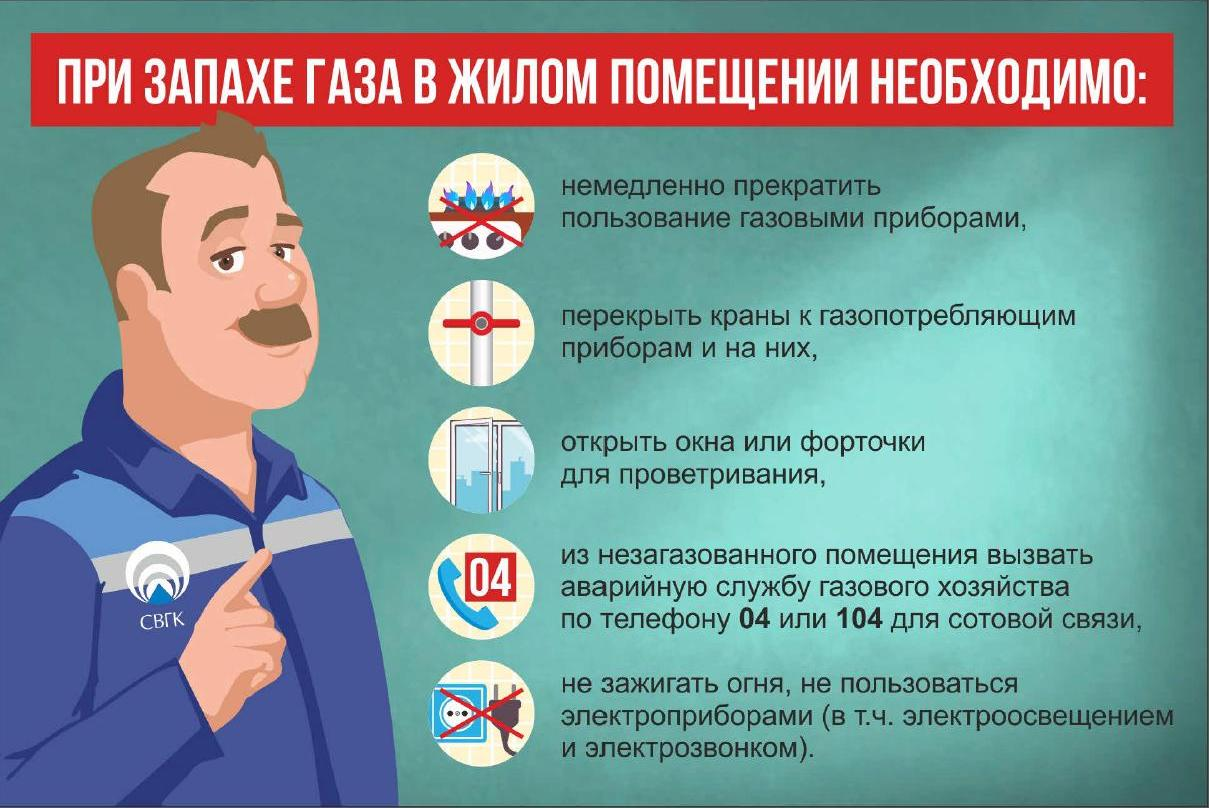 ПРИ ЗАПАХЕ ГАЗА В ЖИЛОМ ПОМЕЩЕНИИ НЕОБХОДИМО:
немедленно прекратить
пользование газовыми приборами,
перекрыть краны к газопотребляющим
приборам и на них,
открыть окна или форточки
для проветривания,
04
из незагазованного помещения вызвать
аварийную службу газового хозяйства
по телефону 04 или 104 для сотовой связи,
СВГК
не зажигать огня, не пользоваться
электроприборами (в т.ч. электроосвещением
и электрозвонком).